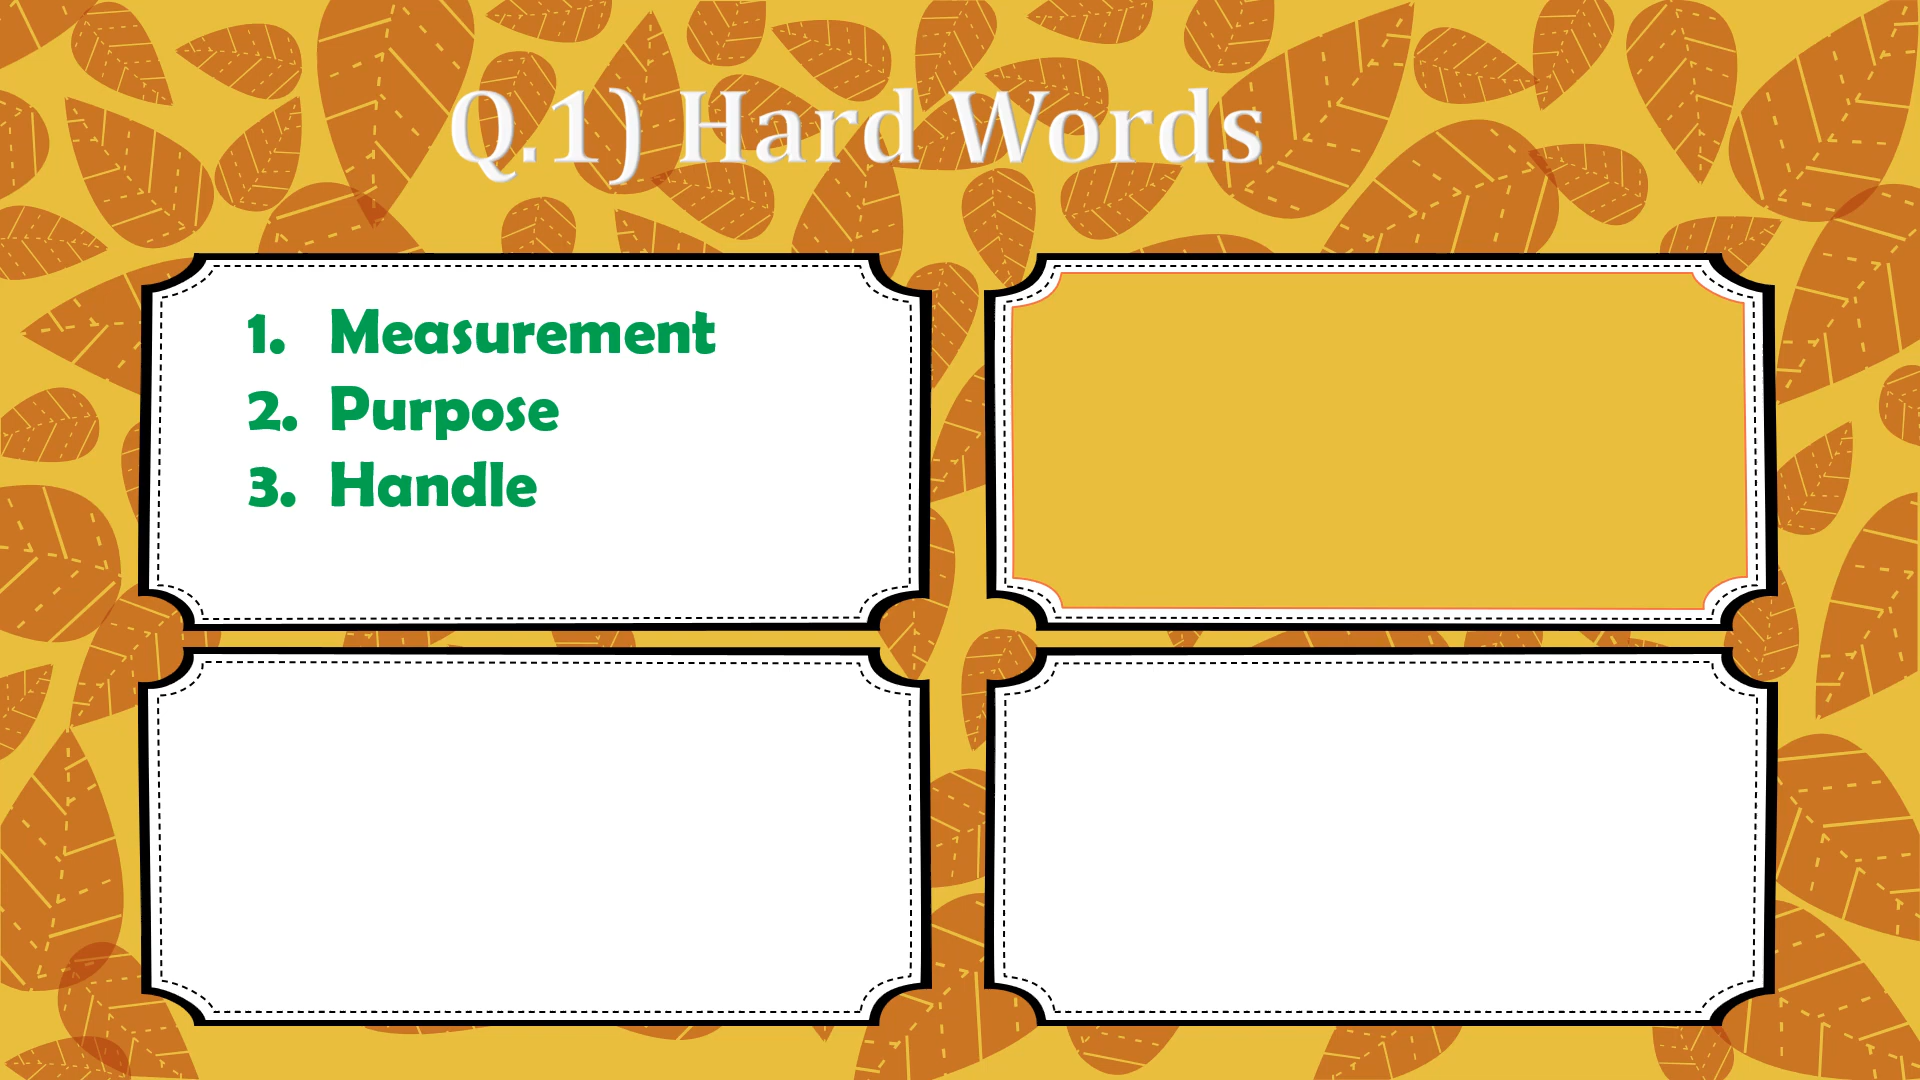 Q.1) Hard Words
1. Measurement
2. Purpose
3. Handle